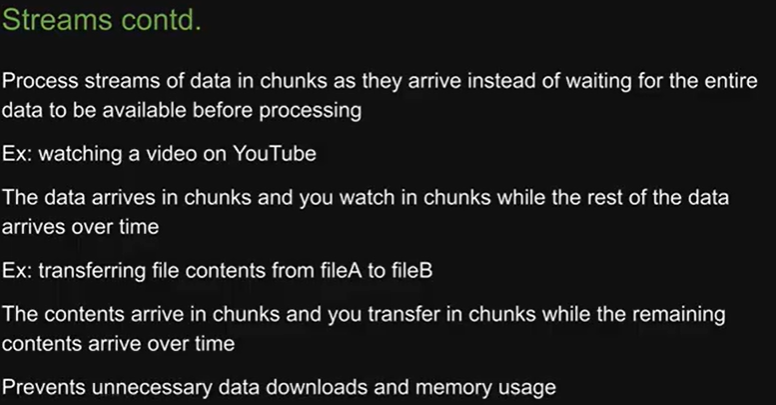 Streams contd.
Process streams of data in chunks as they arrive instead of waiting for the entire
data to be available before processing
Ex: watching a video on YouTube
The data arrives in chunks and you watch in chunks while the rest of the data
arrives over time
Ex: transferring file contents from fileA to fileB
The contents arrive in chunks and you transfer in chunks while the remaining
contents arrive over time
Prevents unnecessary data downloads and memory usage